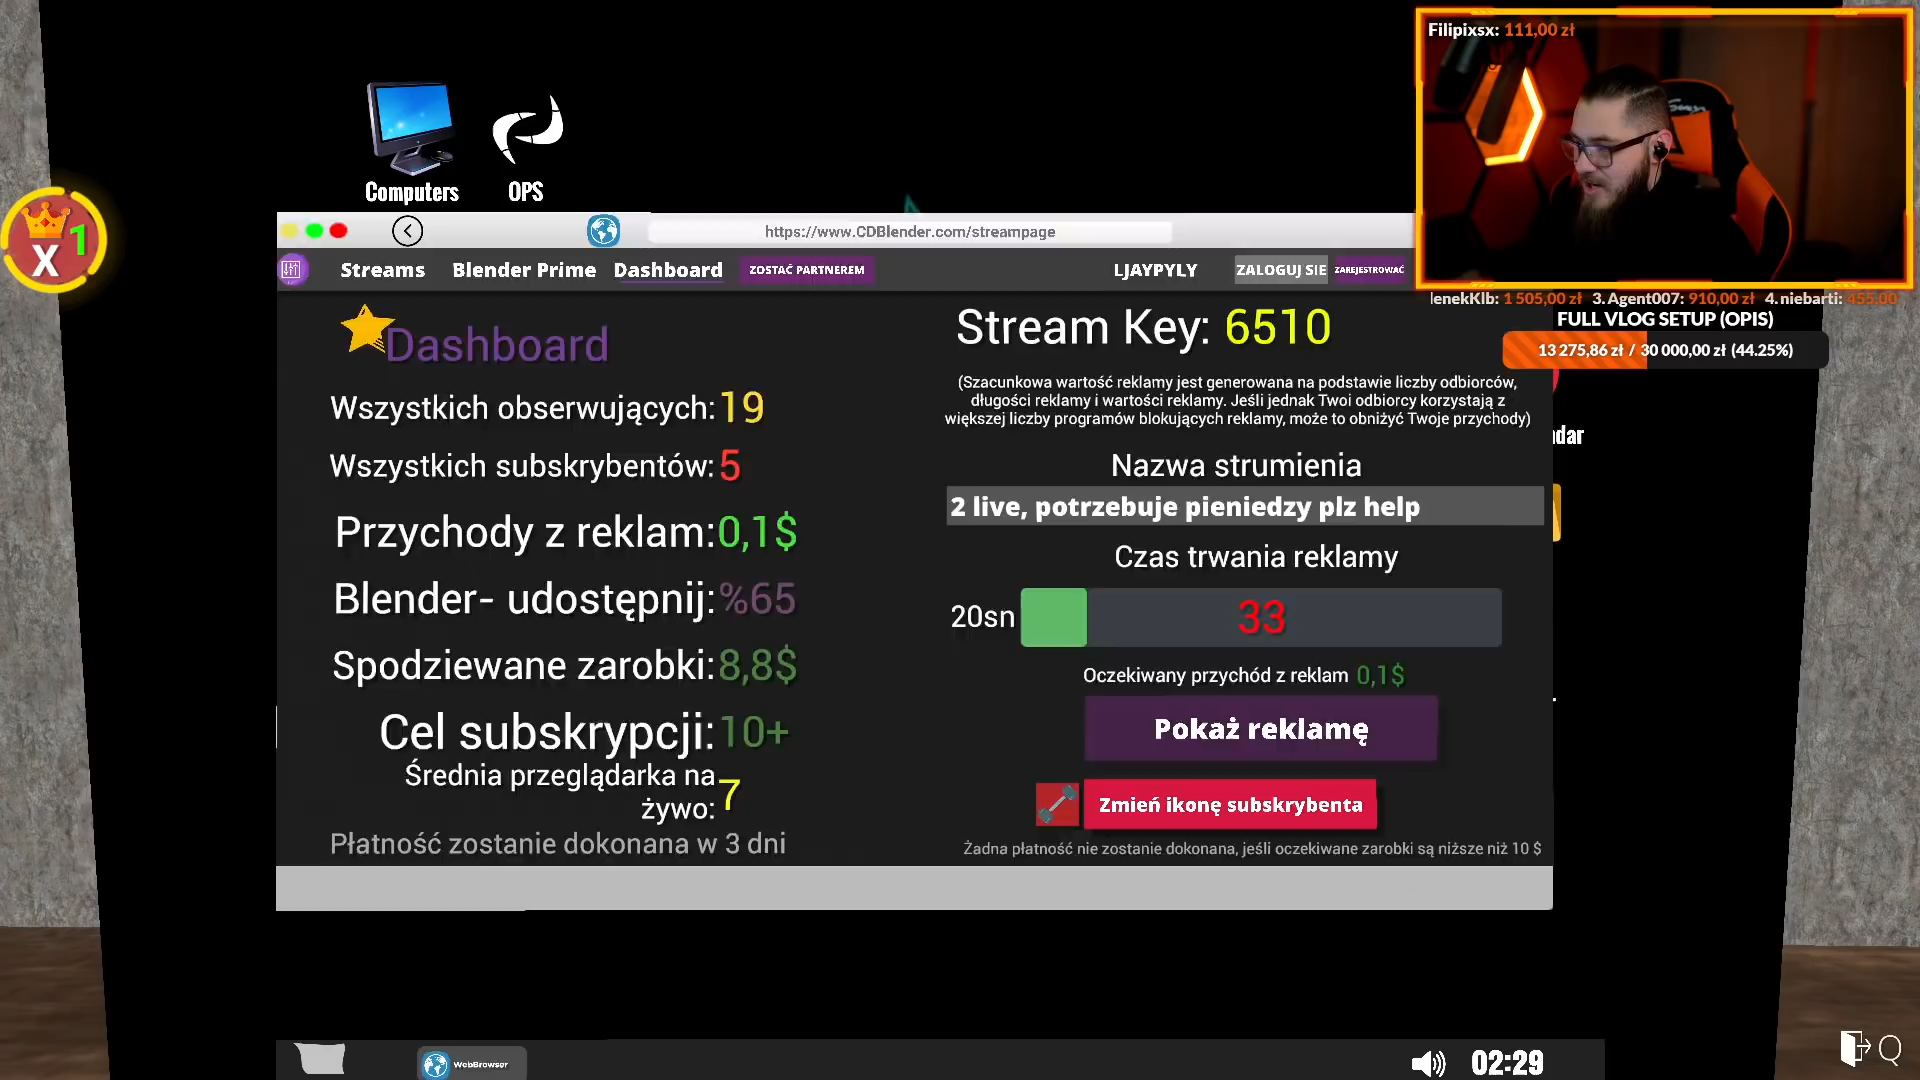 Filipixsx: 111,00 zł
Computers
OPS
X 1
https://www.CDBlender.com/streampage
Streams
Blender Prime
Dashboard
ZOSTAĆ PARTNEREM
LJAYPYLY
ZALOGUJ SIE
ZAREJESTROWAĆ
lenekKlb: 1 505,00 zł 3. Agent007: 910,00 zł 4. niebarti: 455,00
FULL VLOG SETUP (OPIS)
13 275,86 zł / 30 000,00 zł (44.25%)
Dashboard
Wszystkich obserwujących: 19
Wszystkich subskrybentów: 5
Przychody z reklam: 0,1$
Blender- udostępnij: %65
Spodziewane zarobki: 8,8$
Cel subskrypcji: 10+
Średnia przeglądarka na
żywo: 7
Płatność zostanie dokonana w 3 dni
Stream Key: 6510
(Szacunkowa wartość reklamy jest generowana na podstawie liczby odbiorców,
długości reklamy i wartości reklamy. Jeśli jednak Twoi odbiorcy korzystają z
większej liczby programów blokujących reklamy, może to obniżyć Twoje przychody)
Nazwa strumienia
2 live, potrzebuje pieniedzy plz help
Czas trwania reklamy
20sn
33
Oczekiwany przychód z reklam 0,1$
Pokaż reklamę
Zmień ikonę subskrybenta
Żadna płatność nie zostanie dokonana, jeśli oczekiwane zarobki są niższe niż 10 $
ndar
WebBrowser
02:29
Q